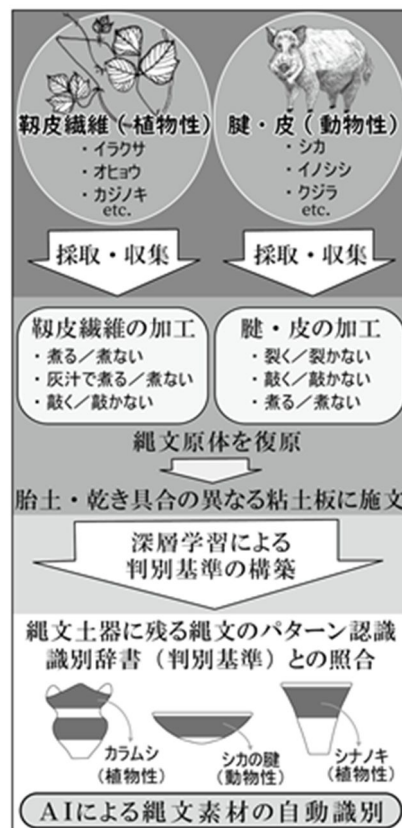 靱皮繊維(植物性)
・イラクサ
・オヒョウ
・カジノキ
etc.
腱・皮(動物性)
・シカ
・イノシシ
・クジラ
etc.
採取・収集
採取・収集
靱皮繊維の加工
・煮る/煮ない
・灰汁で煮る/煮ない
・敲く/敲かない
腱・皮の加工
・裂く/裂かない
・敲く/敲かない
・煮る/煮ない
縄文原体を復原
胎土・乾き具合の異なる粘土板に施文
深層学習による
判別基準の構築
縄文土器に残る縄文のパターン認識
識別辞書(判別基準)との照合
カラムシ
(植物性)
シカの腱
(動物性)
シナノキ
(植物性)
AIによる縄文素材の自動識別